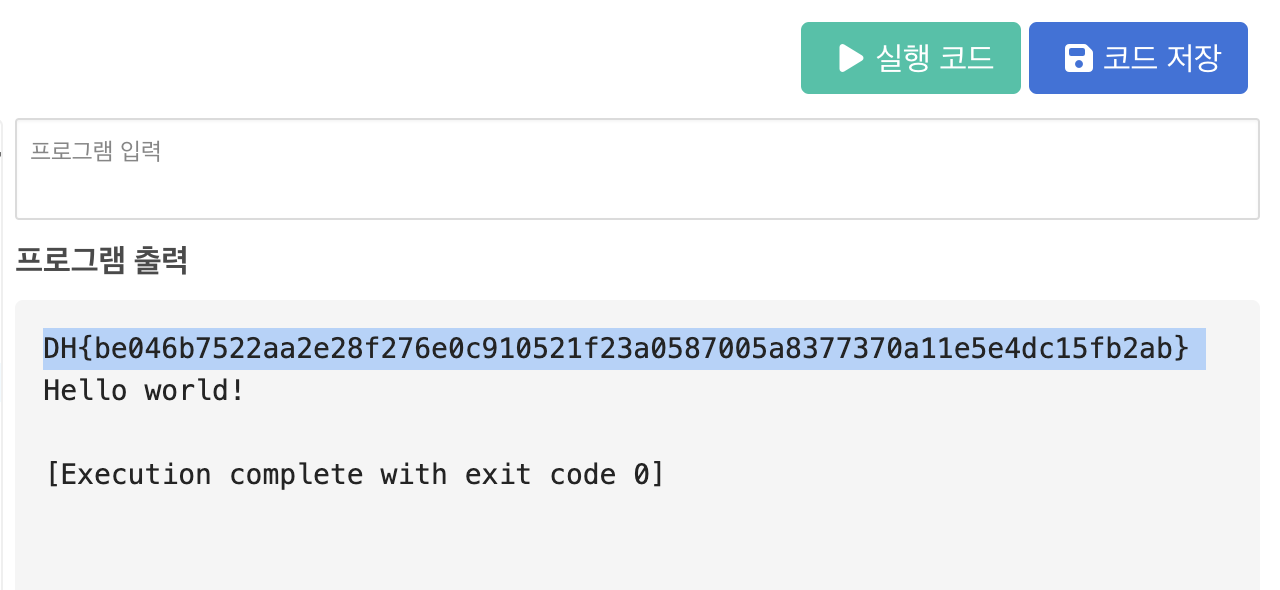 실행 코드
코드 저장
프로그램 입력
프로그램 출력
DH{be046b7522aa2e28f276e0c910521f23a0587005a8377370a11e5e4dc15fb2ab}
Hello world!
[Execution complete with exit code 0]